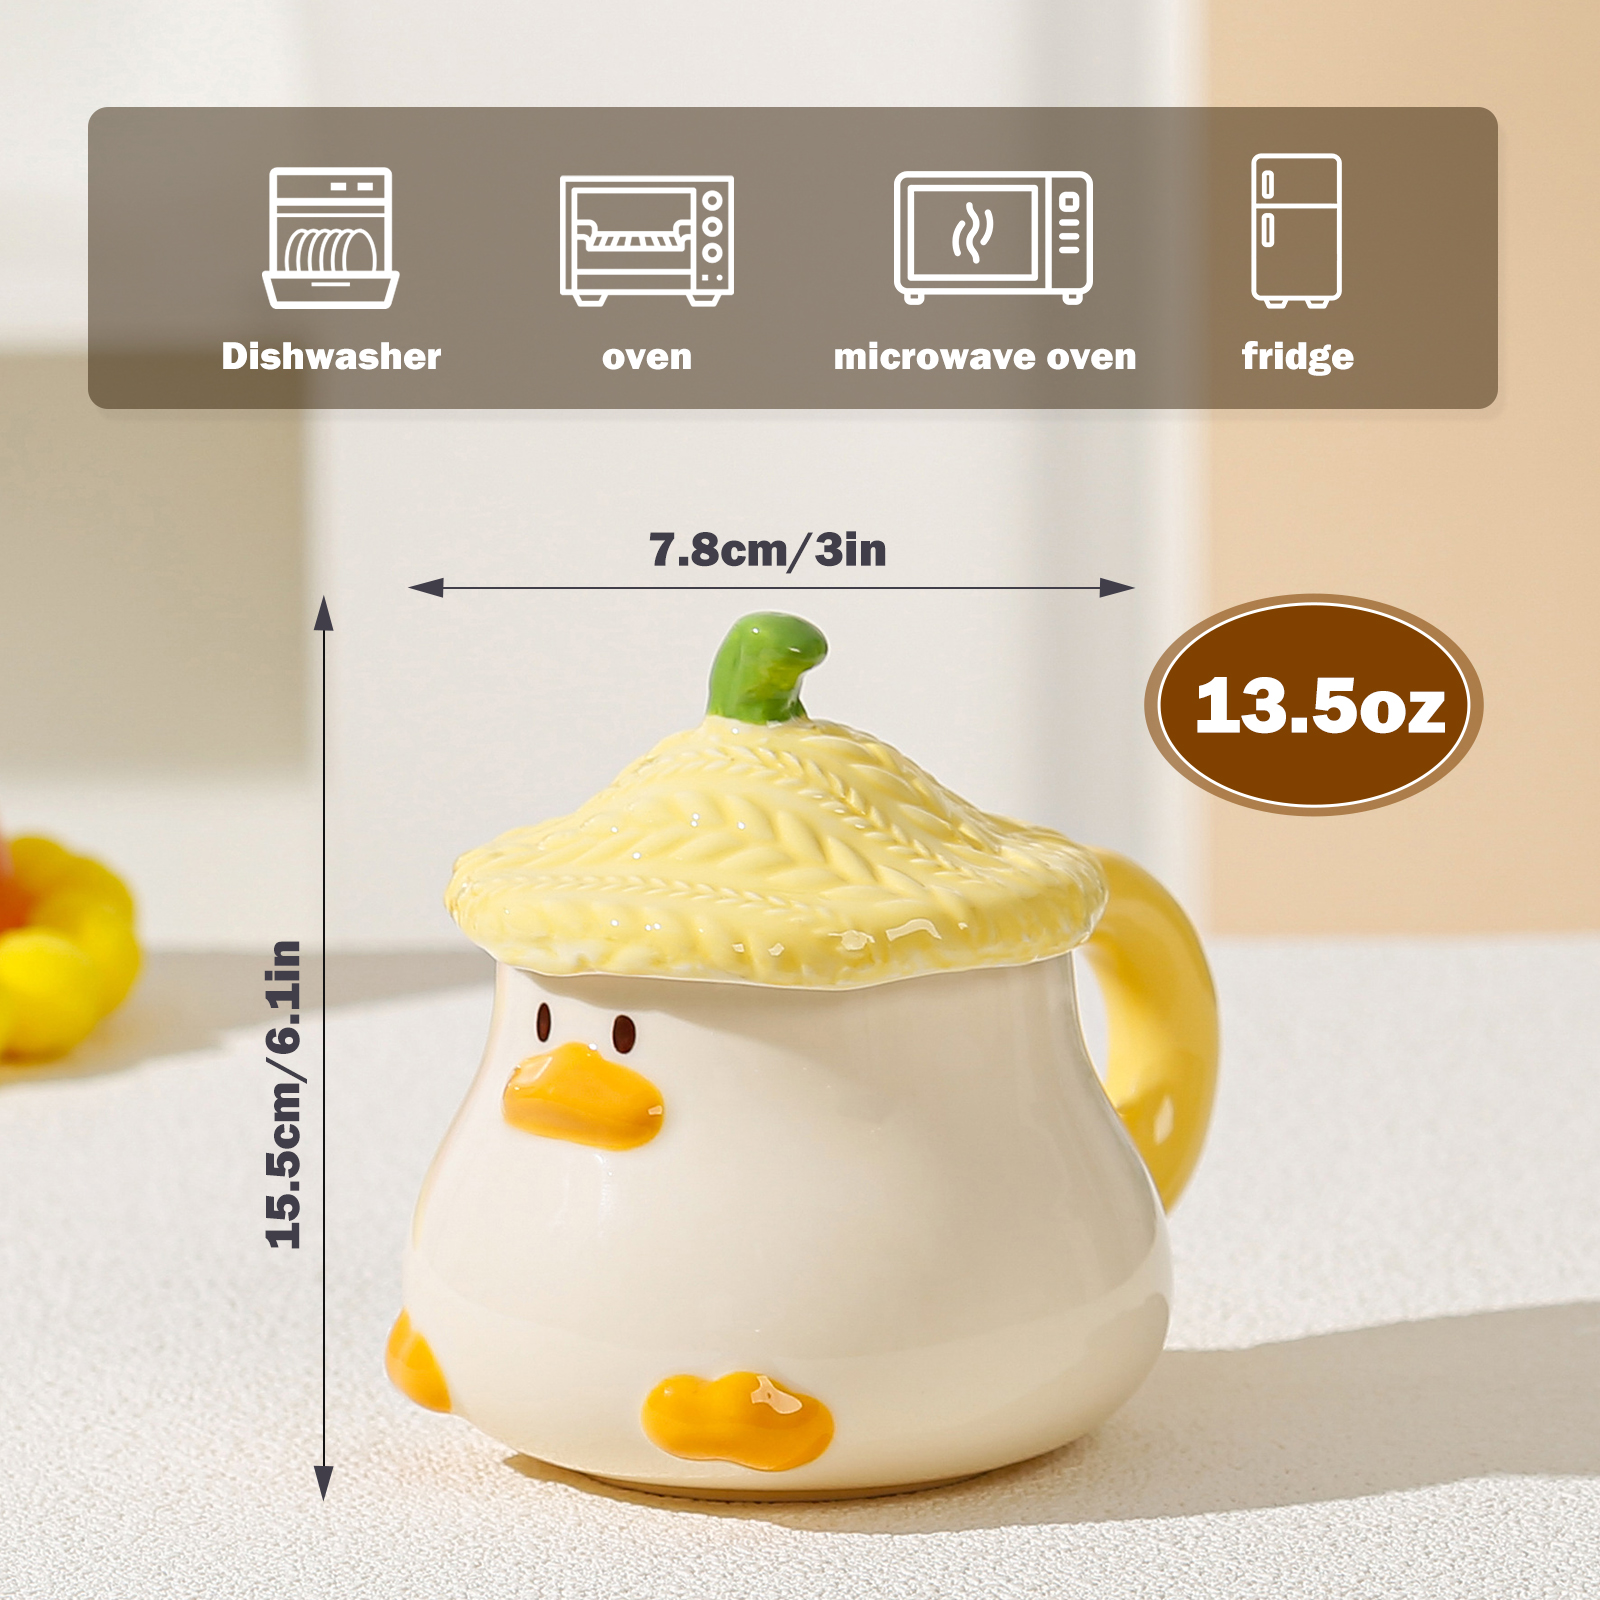 Dishwasher
oven
microwave oven
fridge
7.8cm/3in
13.5oz
15.5cm/6.1in